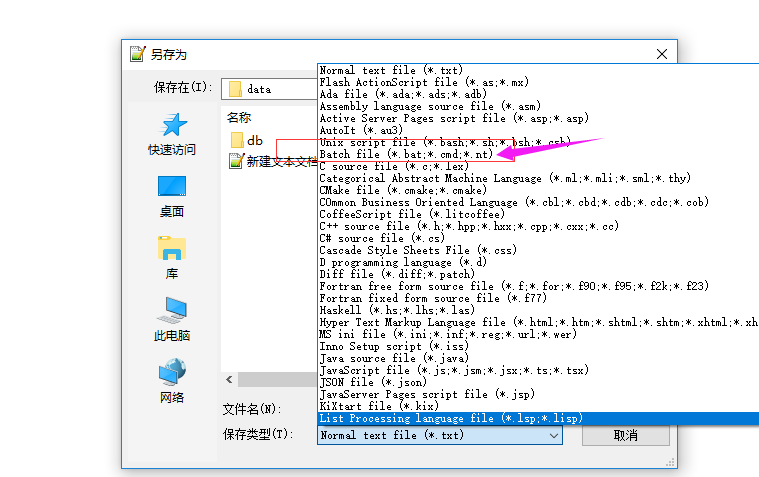 另存为
保存在(I):
data
名称
db
新建文本文档
快速访问
桌面
库
此电脑
网络
Normal text file (*.txt)
Flash ActionScript file (*.as;*.mx)
Ada file (*.ada;*.ads;*.adb)
Assembly language source file (*.asm)
Active Server Pages script file (*.asp;*.asp)
AutoIt (*.au3)
Unix script file (*.bash;*.sh;*.bsh;*.csh)
Batch file (*.bat;*.cmd;*.nt)
C source file (*.c;*.lex)
Categorical Abstract Machine Language (*.ml;*.mli;*.sml;*.thy)
CMake file (*.cmake;*.cmake)
COmmon Business Oriented Language (*.cbl;*.cbd;*.cdb;*.cdc;*.cob)
CoffeeScript file (*.litcoffee)
C++ source file (*.h;*.hpp;*.hxx;*.cpp;*.cxx;*.cc)
C# source file (*.cs)
Cascade Style Sheets File (*.css)
D programming language (*.d)
Diff file (*.diff;*.patch)
Fortran free form source file (*.f;*.for;*.f90;*.f95;*.f2k;*.f23)
Fortran fixed form source file (*.f77)
Haskell (*.hs;*.lhs;*.las)
Hyper Text Markup Language file (*.html;*.htm;*.shtml;*.shtm;*.xhtml;*.xh
MS ini file (*.ini;*.inf;*.reg;*.url;*.wer)
Inno Setup script (*.iss)
Java source file (*.java)
JavaScript file (*.js;*.jsm;*.jsx;*.ts;*.tsx)
JSON file (*.json)
JavaServer Pages script file (*.jsp)
KiXtart file (*.kix)
List Processing language file (*.lsp;*.lisp)
文件名(N):
保存类型(T):
Normal text file (*.txt)
取消